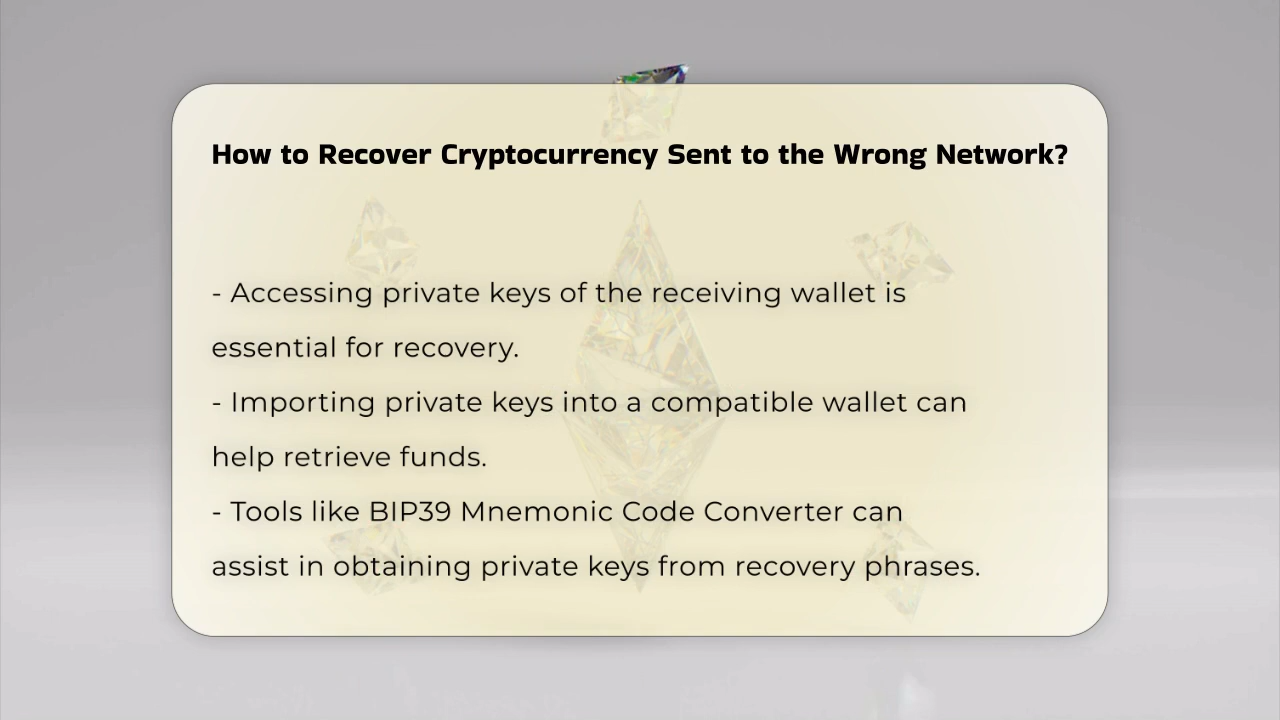 How to Recover Cryptocurrency Sent to the Wrong Network?
- Accessing private keys of the receiving wallet is
essential for recovery.
- Importing private keys into a compatible wallet can
help retrieve funds.
- Tools like BIP39 Mnemonic Code Converter can
assist in obtaining private keys from recovery phrases.